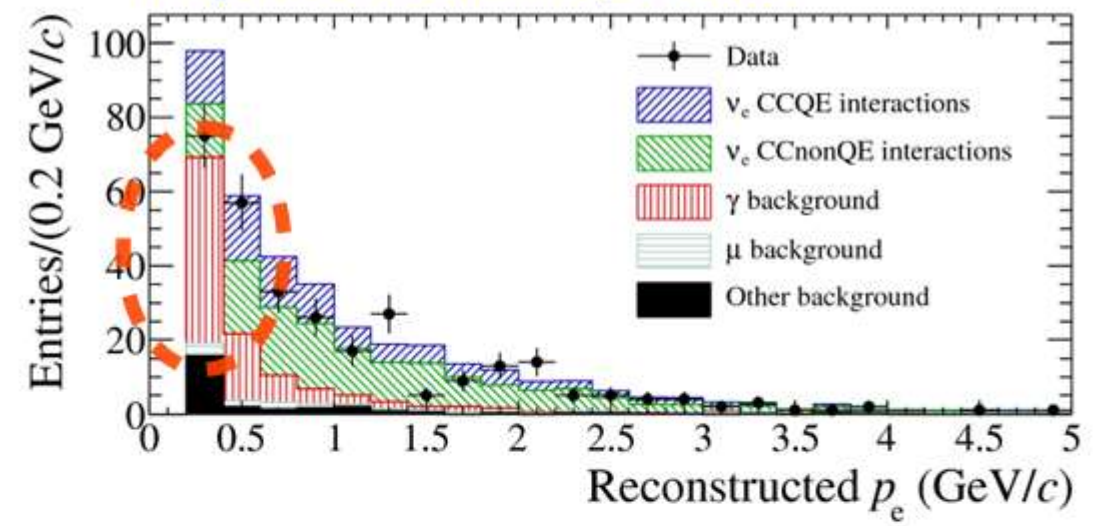 Entries/(0.2 GeV/c)
100
80
60
40
20
0
Data
νe CCQE interactions
νe CCnonQE interactions
γ background
μ background
Other background
0 0.5 1 1.5 2 2.5 3 3.5 4 4.5 5
Reconstructed pe (GeV/c)